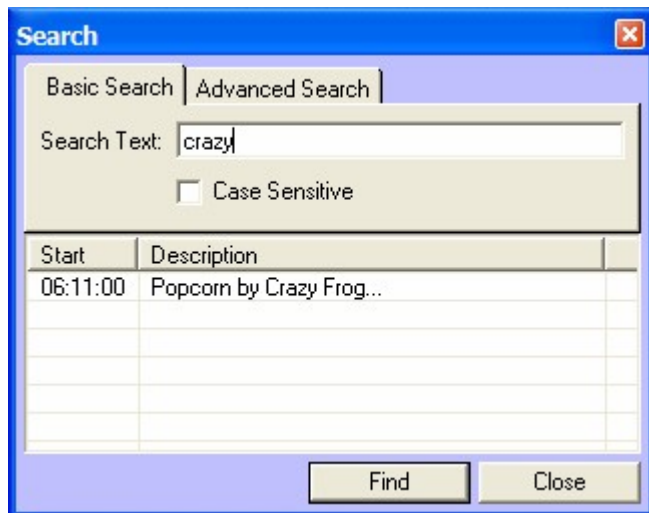 Search
Basic Search Advanced Search
Search Text: crazy
Case Sensitive
Start Description
06:11:00 Popcorn by Crazy Frog...
Find Close